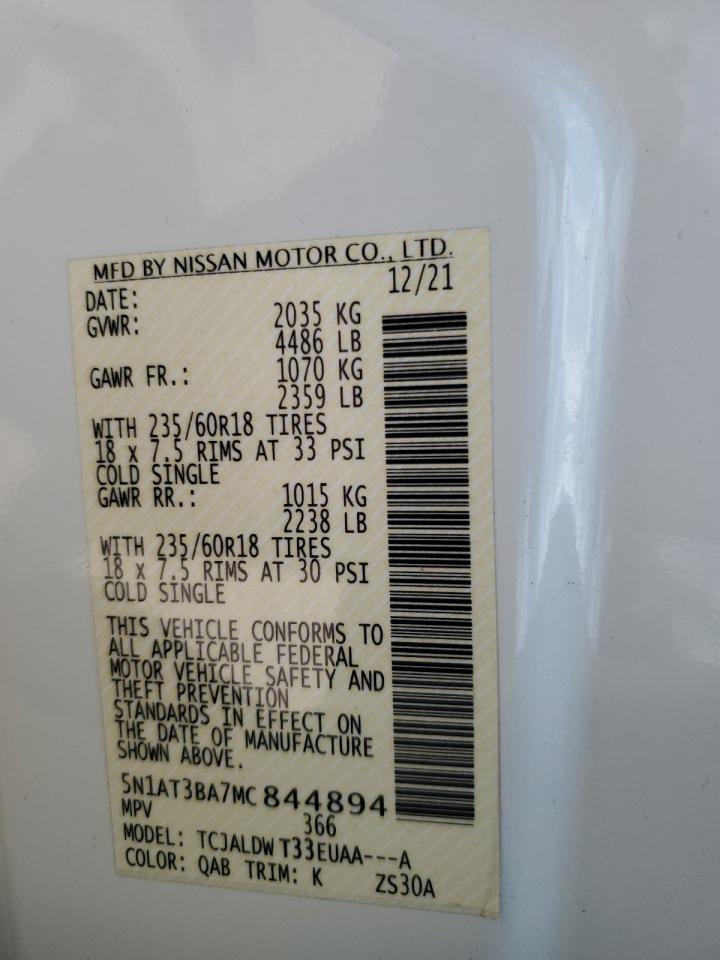 MFD BY NISSAN MOTOR CO., LTD.
DATE: 12/21
GVWR: 2035 KG
4486 LB
GAWR FR.: 1070 KG
2359 LB
WITH 235/60R18 TIRES
18 x 7.5 RIMS AT 33 PSI
COLD SINGLE
GAWR RR.: 1015 KG
2238 LB
WITH 235/60R18 TIRES
18 x 7.5 RIMS AT 30 PSI
COLD SINGLE
THIS VEHICLE CONFORMS TO
ALL APPLICABLE FEDERAL
MOTOR VEHICLE SAFETY AND
THEFT PREVENTION
STANDARDS IN EFFECT ON
THE DATE OF MANUFACTURE
SHOWN ABOVE.
5N1AT3BA7MC844894
MPV 366
MODEL: TCJALDW T33EUAA---A
COLOR: QAB TRIM: K ZS30A